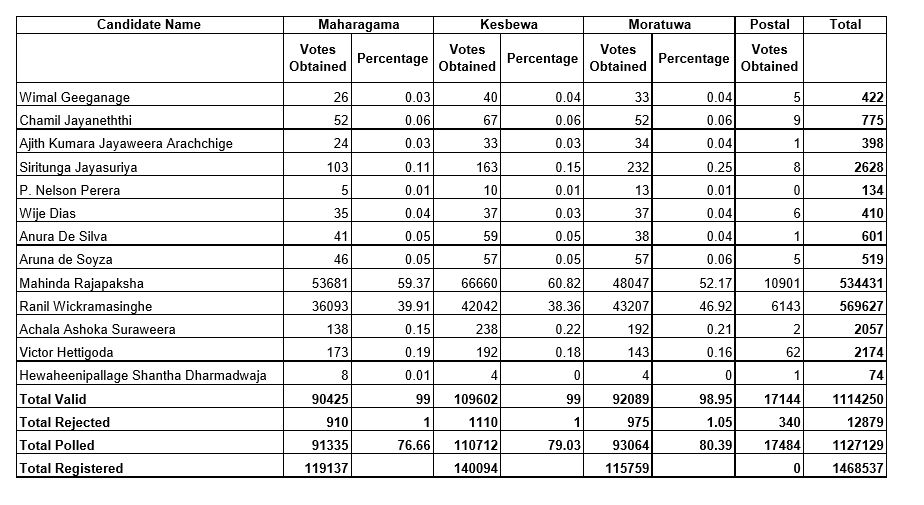 Candidate Name Maharagama Kesbewa Moratuwa Postal Total
Votes Obtained Percentage Votes Obtained Percentage Votes Obtained Percentage Votes Obtained
Wimal Geeganage 26 0.03 40 0.04 33 0.04 5 422
Chamil Jayaneththi 52 0.06 67 0.06 52 0.06 9 775
Ajith Kumara Jayaweera Arachchige 24 0.03 33 0.03 34 0.04 1 398
Siritunga Jayasuriya 103 0.11 163 0.15 232 0.25 8 2628
P. Nelson Perera 5 0.01 10 0.01 13 0.01 0 134
Wije Dias 35 0.04 37 0.03 37 0.04 6 410
Anura De Silva 41 0.05 59 0.05 38 0.04 1 601
Aruna de Soyza 46 0.05 57 0.05 57 0.06 5 519
Mahinda Rajapaksha 53681 59.37 66660 60.82 48047 52.17 10901 534431
Ranil Wickramasinghe 36093 39.91 42042 38.36 43207 46.92 6143 569627
Achala Ashoka Suraweera 138 0.15 238 0.22 192 0.21 2 2057
Victor Hettigoda 173 0.19 192 0.18 143 0.16 62 2174
Hewaheenipallage Shantha Dharmadwaja 8 0.01 4 0 4 0 1 74
Total Valid 90425 99 109602 99 92089 98.95 17144 1114250
Total Rejected 910 1 1110 1 975 1.05 340 12879
Total Polled 91335 76.66 110712 79.03 93064 80.39 17484 1127129
Total Registered 119137 140094 115759 0 1468537